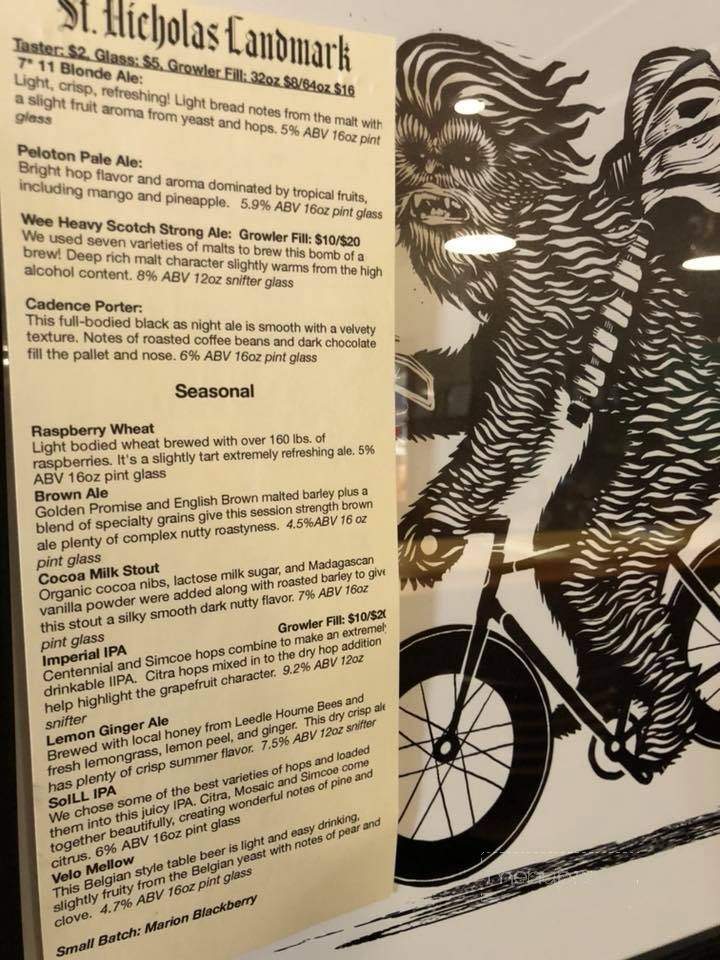 St. Nicholas Landmark
Taster: $2, Glass: $5, Growler Fill: 32oz $8/64oz $16
7* 11 Blonde Ale:
Light, crisp, refreshing! Light bread notes from the malt with
a slight fruit aroma from yeast and hops. 5% ABV 16oz pint
glass
Peloton Pale Ale:
Bright hop flavor and aroma dominated by tropical fruits,
including mango and pineapple. 5.9% ABV 16oz pint glass
Wee Heavy Scotch Strong Ale: Growler Fill: $10/$20
We used seven varieties of malts to brew this bomb of a
brew! Deep rich malt character slightly warms from the high
alcohol content. 8% ABV 12oz snifter glass
Cadence Porter:
This full-bodied black as night ale is smooth with a velvety
texture. Notes of roasted coffee beans and dark chocolate
fill the pallet and nose. 6% ABV 16oz pint glass
Seasonal
Raspberry Wheat
Light bodied wheat brewed with over 160 lbs. of
raspberries. It's a slightly tart extremely refreshing ale. 5%
ABV 16oz pint glass
Brown Ale
Golden Promise and English Brown malted barley plus a
blend of specialty grains give this session strength brown
ale plenty of complex nutty roastyness. 4.5%ABV 16 oz
pint glass
Cocoa Milk Stout
Organic cocoa nibs, lactose milk sugar, and Madagascan
vanilla powder were added along with roasted barley to give
this stout a silky smooth dark nutty flavor. 7% ABV 16oz
pint glass
Imperial IPA Growler Fill: $10/$20
Centennial and Simcoe hops combine to make an extremel
drinkable IIPA. Citra hops mixed in to the dry hop addition
help highlight the grapefruit character. 9.2% ABV 12oz
snifter
Lemon Ginger Ale
Brewed with local honey from Leedle Houme Bees and
fresh lemongrass, lemon peel, and ginger. This dry crisp ale
has plenty of crisp summer flavor. 7.5% ABV 12oz snifter
SoILL IPA
We chose some of the best varieties of hops and loaded
them into this juicy IPA. Citra, Mosaic and Simcoe come
together beautifully, creating wonderful notes of pine and
citrus. 6% ABV 16oz pint glass
Velo Mellow
This Belgian style table beer is light and easy drinking,
slightly fruity from the Belgian yeast with notes of pear and
clove. 4.7% ABV 16oz pint glass
Small Batch: Marion Blackberry